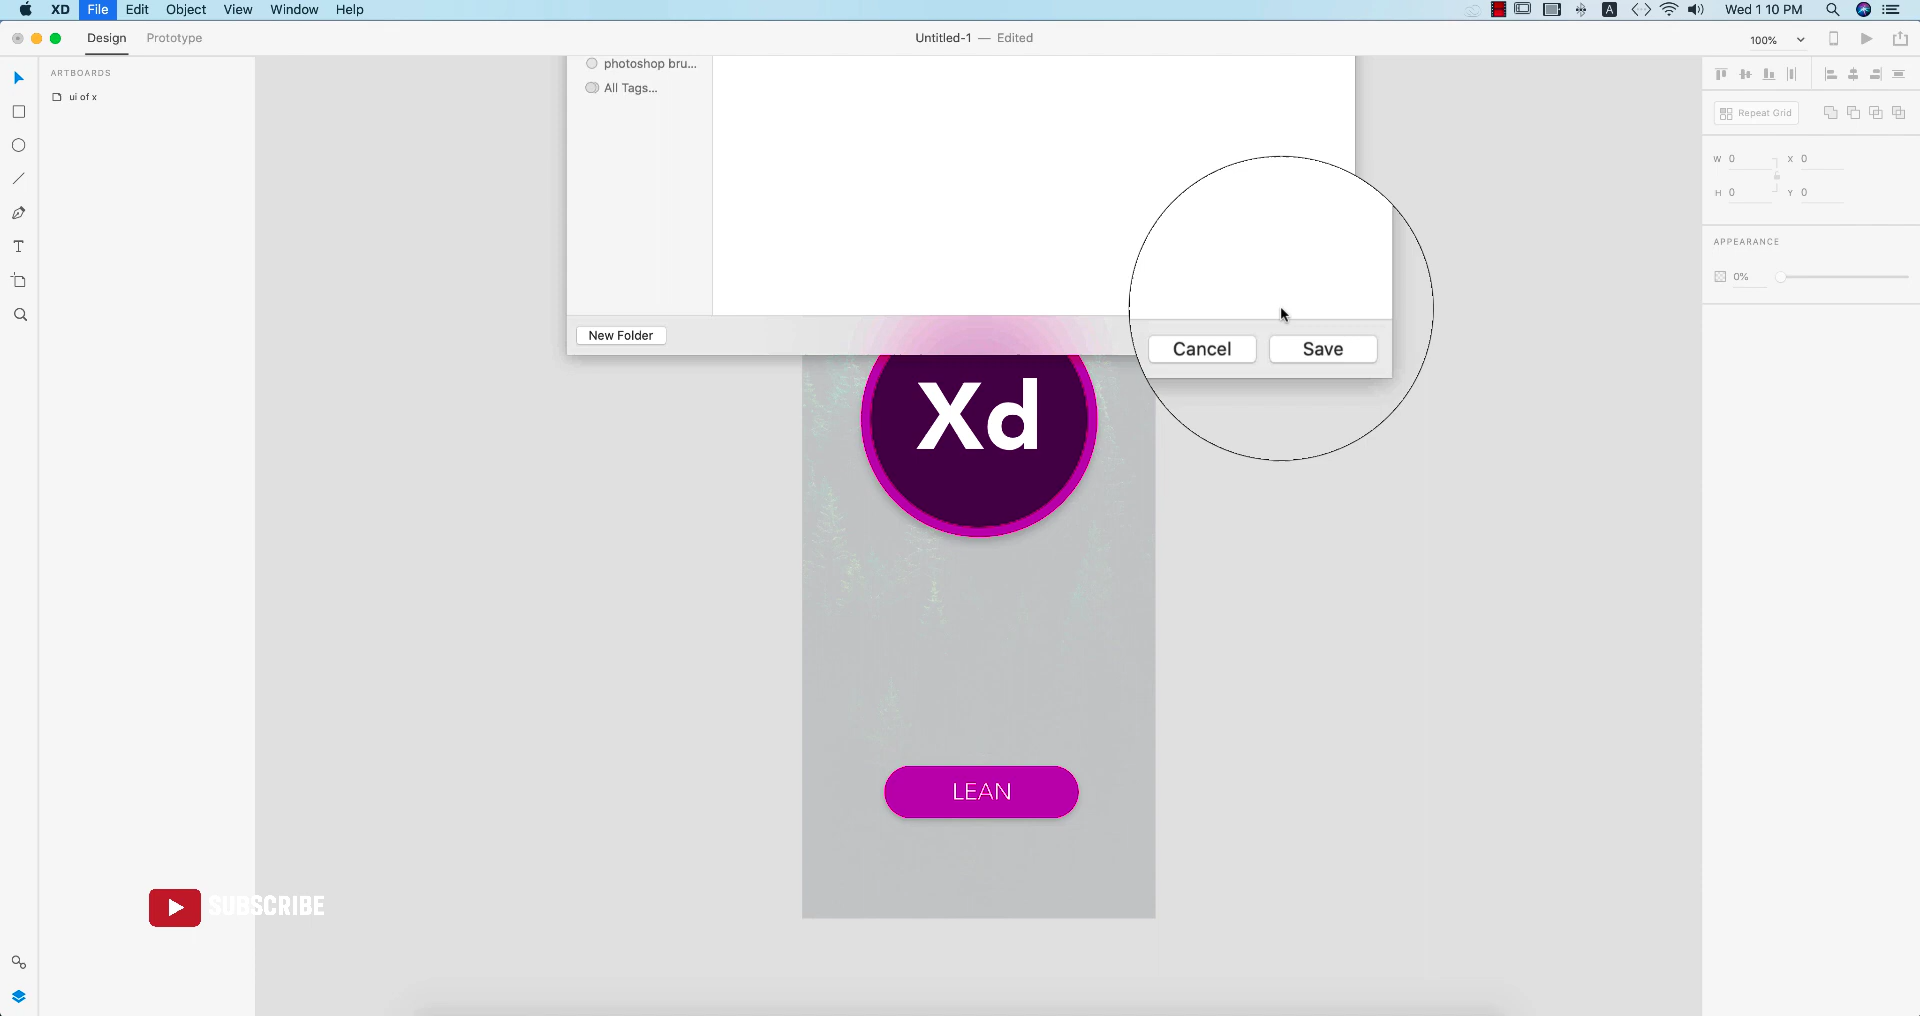 XD File Edit Object View Window Help
A Wed 1 10 PM
Design Prototype
Untitled-1 — Edited
100%
ARTBOARDS
ui of x
photoshop bru...
All Tags...
Repeat Grid
W 0 X 0
H 0 Y 0
APPEARANCE
0%
New Folder
Cancel Save
Xd
LEAN
SUBSCRIBE
T